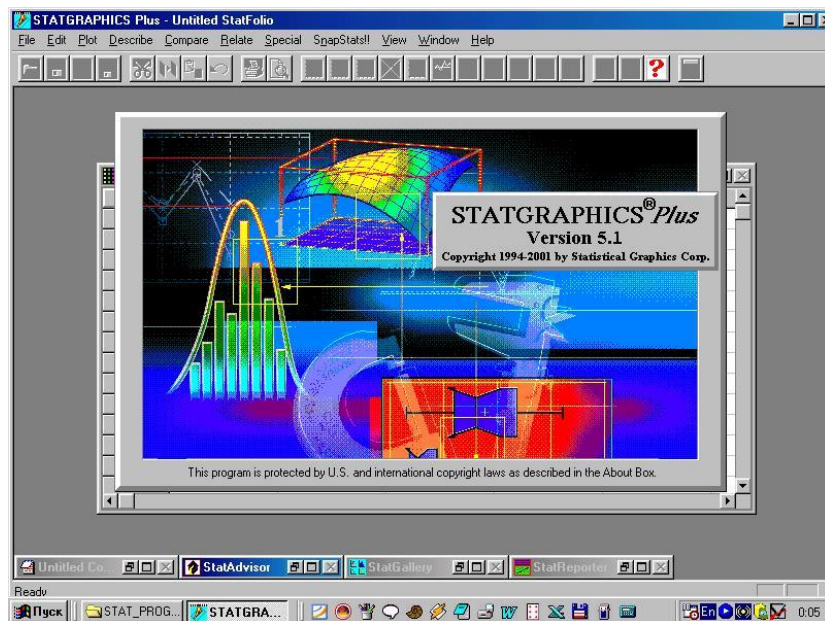 STATGRAPHICS Plus - Untitled StatFolio
File Edit Plot Describe Compare Relate Special SnapStats!! View Window Help
STATGRAPHICS® Plus
Version 5.1
Copyright 1994-2001 by Statistical Graphics Corp.
1
This program is protected by U.S. and international copyright laws as described in the About Box.
Untitled Co...
StatAdvisor
StatGallery
StatReporter
Ready
Пуск
STAT_PROG...
STATGRA...
En
0:05